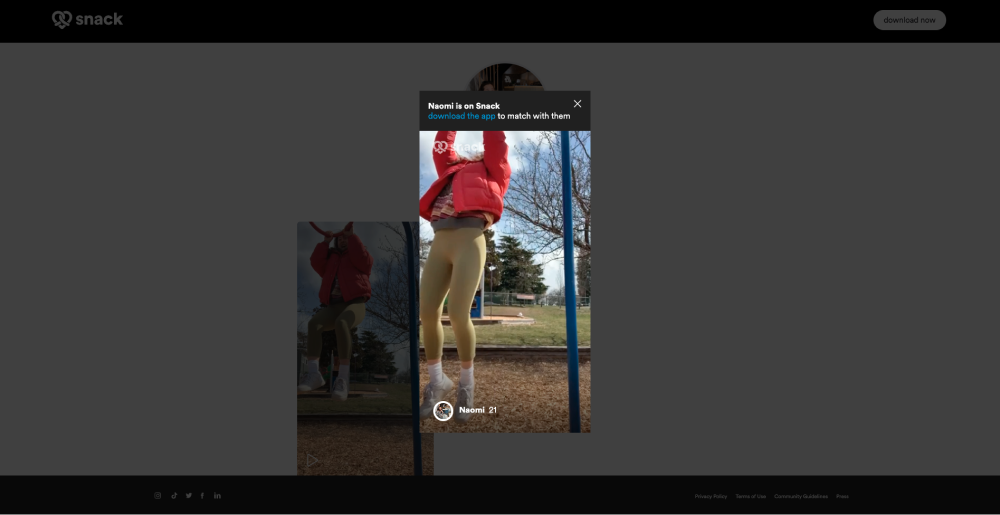 snack
download now
Naomi is on Snack
download the app to match with them
snack
Naomi 21
Privacy Policy Terms of Use Community Guidelines Press